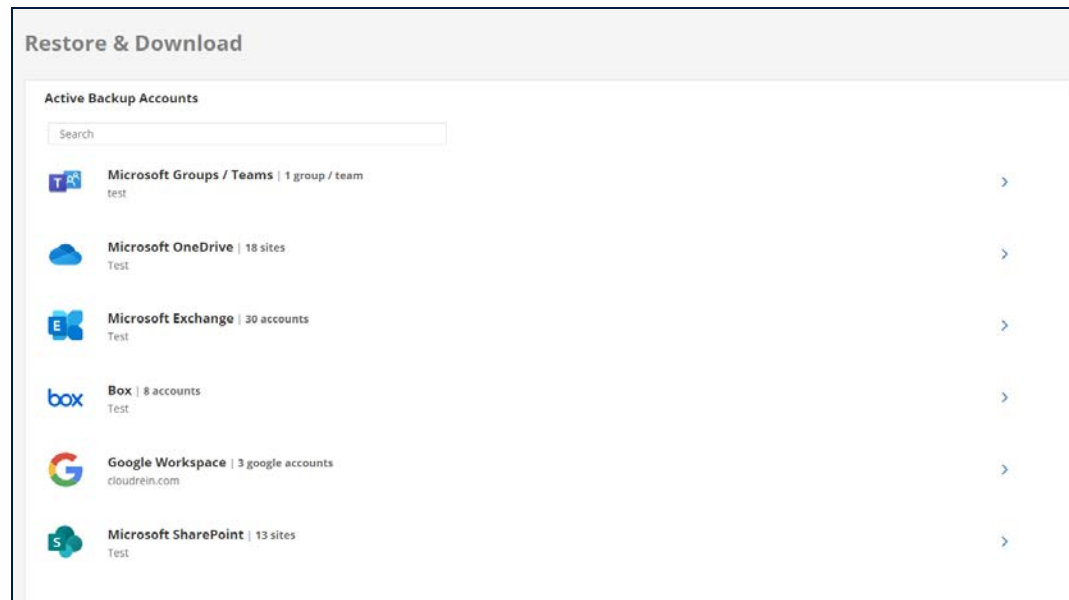 Restore & Download
Active Backup Accounts
Search
T
Microsoft Groups / Teams | 1 group / team
test
Microsoft OneDrive | 18 sites
Test
E
Microsoft Exchange | 30 accounts
Test
box
Box | 8 accounts
Test
G
Google Workspace | 3 google accounts
cloudrein.com
S
Microsoft SharePoint | 13 sites
Test